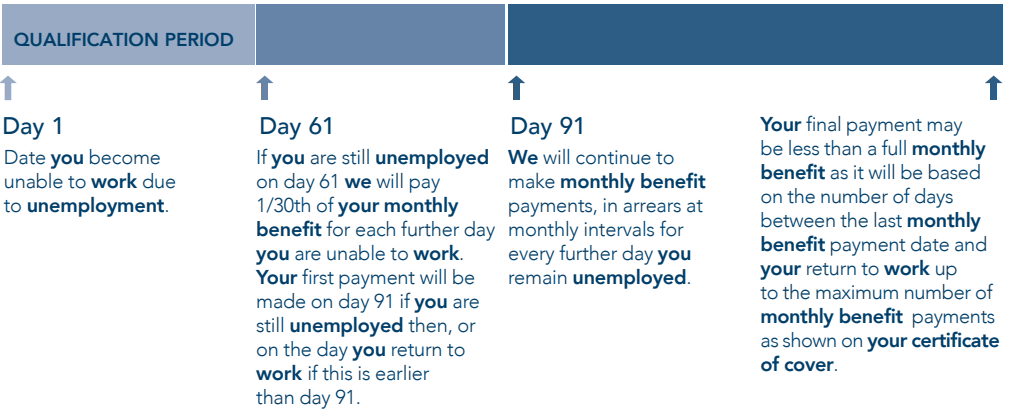 QUALIFICATION PERIOD
Day 1
Date you become
unable to work due
to unemployment.
Day 61
If you are still unemployed
on day 61 we will pay
1/30th of your monthly
benefit for each further day
you are unable to work.
Your first payment will be
made on day 91 if you are
still unemployed then, or
on the day you return to
work if this is earlier
than day 91.
Day 91
We will continue to
make monthly benefit
payments, in arrears at
monthly intervals for
every further day you
remain unemployed.
Your final payment may
be less than a full monthly
benefit as it will be based
on the number of days
between the last monthly
benefit payment date and
your return to work up
to the maximum number of
monthly benefit payments
as shown on your certificate
of cover.